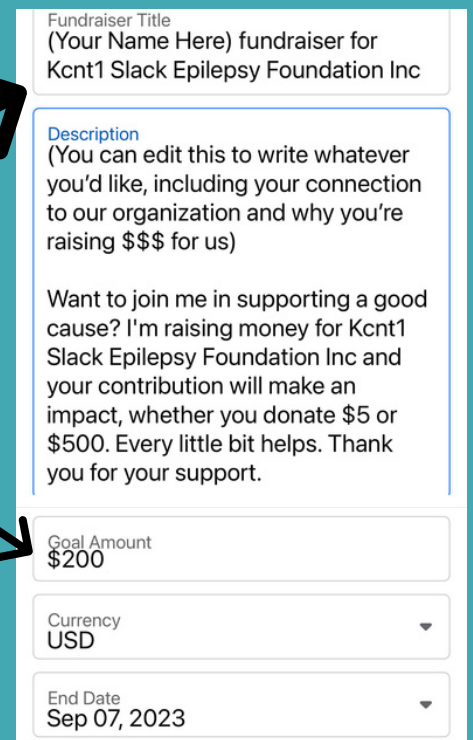 Fundraiser Title
(Your Name Here) fundraiser for
Kcnt1 Slack Epilepsy Foundation Inc
Description
(You can edit this to write whatever
you’d like, including your connection
to our organization and why you’re
raising $$$ for us)
Want to join me in supporting a good
cause? I'm raising money for Kcnt1
Slack Epilepsy Foundation Inc and
your contribution will make an
impact, whether you donate $5 or
$500. Every little bit helps. Thank
you for your support.
Goal Amount
$200
Currency
USD
End Date
Sep 07, 2023